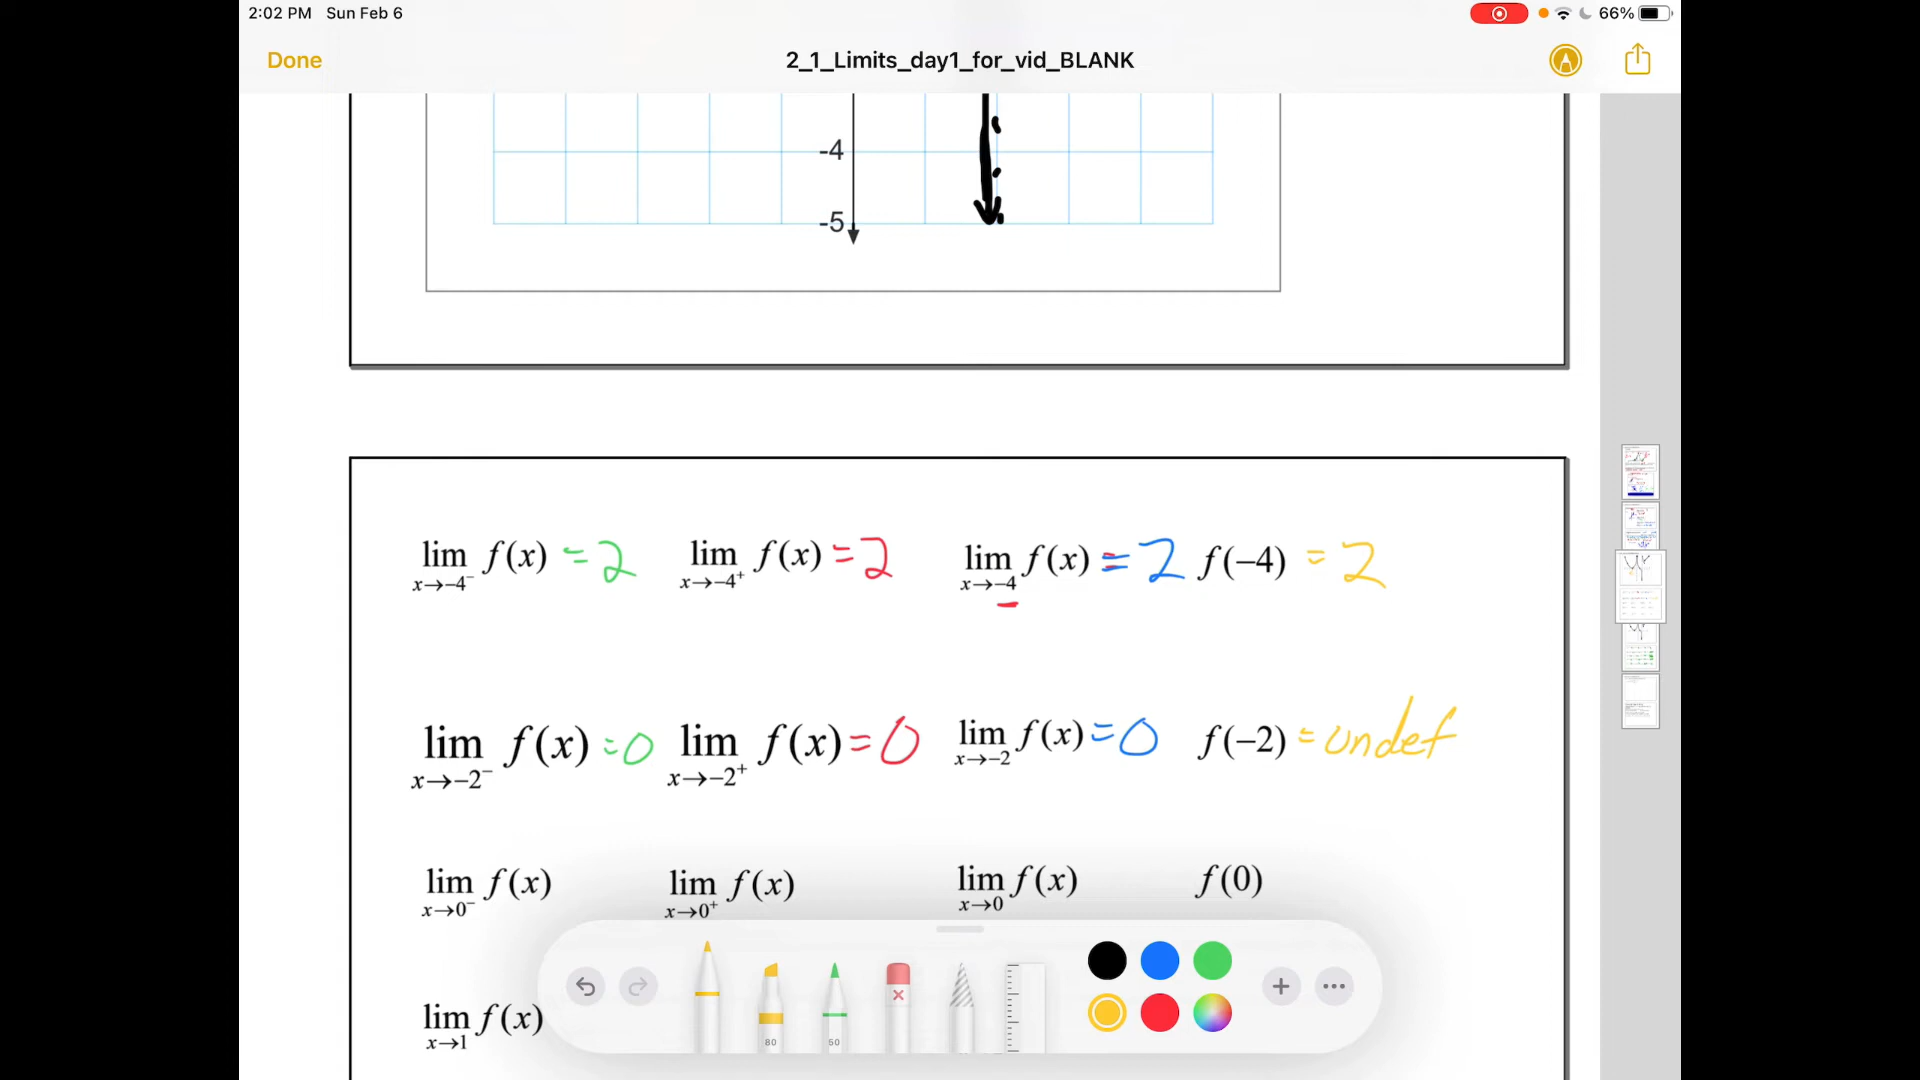 2:02 PM Sun Feb 6 66%
Done 2_1_Limits_day1_for_vid_BLANK
-4
-5
lim x→-4⁻ f(x) = 2 lim x→-4⁺ f(x) = 2 lim x→-4 f(x) = 2 f(-4) = 2
lim x→-2⁻ f(x) = 0 lim x→-2⁺ f(x) = 0 lim x→-2 f(x) = 0 f(-2) = undef
lim x→0⁻ f(x) lim x→0⁺ f(x) lim x→0 f(x) f(0)
lim x→1 f(x)
80 50